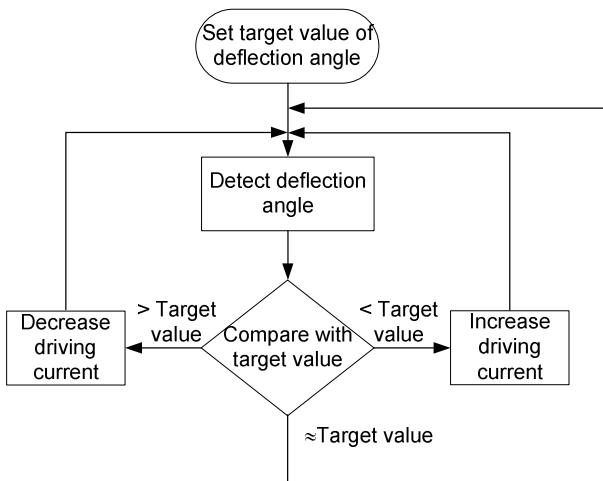 Set target value of
deflection angle
Detect deflection
angle
> Target
value
< Target
value
Decrease
driving
current
Compare with
target value
Increase
driving
current
≈Target value